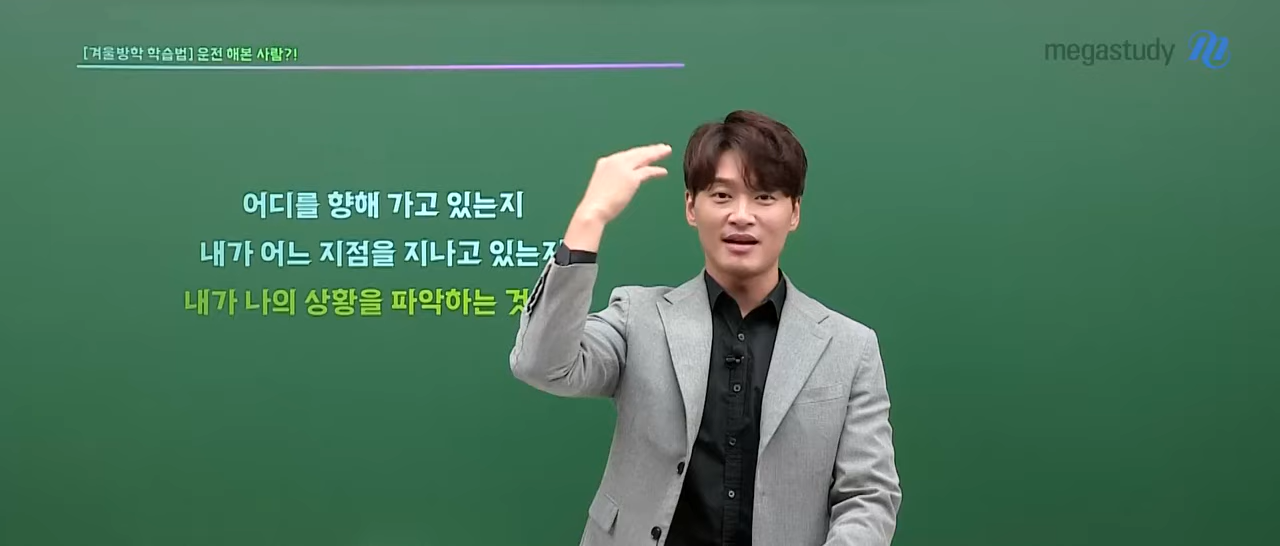 [겨울방학 학습법] 운전 해본 사람?!
megastudy
어디를 향해 가고 있는지
내가 어느 지점을 지나고 있는지
내가 나의 상황을 파악하는 것